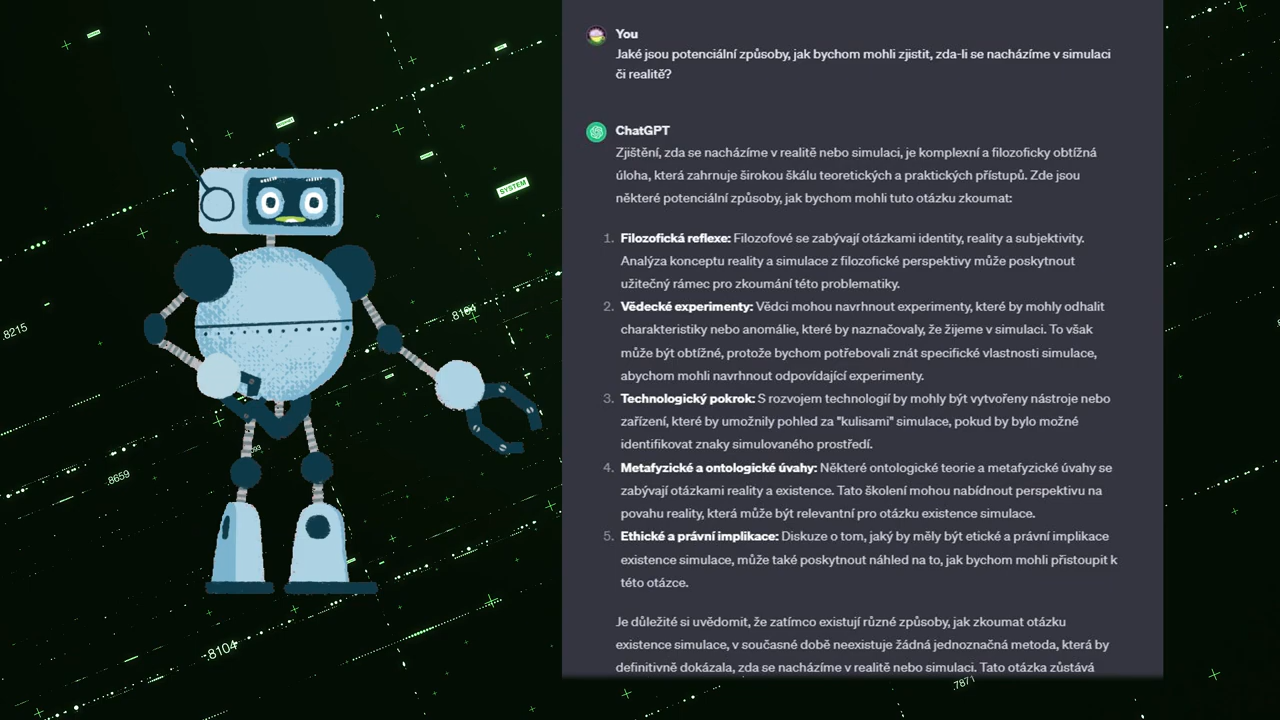 You
Jaké jsou potenciální způsoby, jak bychom mohli zjistit, zda-li se nacházíme v simulaci
či realitě?
ChatGPT
Zjištění, zda se nacházíme v realitě nebo simulaci, je komplexní a filozoficky obtížná
úloha, která zahrnuje širokou škálu teoretických a praktických přístupů. Zde jsou
některé potenciální způsoby, jak bychom mohli tuto otázku zkoumat:
1. Filozofická reflexe: Filozofové se zabývají otázkami identity, reality a subjektivity.
Analýza konceptu reality a simulace z filozofické perspektivy může poskytnout
užitečný rámec pro zkoumání této problematiky.
2. Vědecké experimenty: Vědci mohou navrhnout experimenty, které by mohly odhalit
charakteristiky nebo anomálie, které by naznačovaly, že žijeme v simulaci. To však
může být obtížné, protože bychom potřebovali znát specifické vlastnosti simulace,
abychom mohli navrhnout odpovídající experimenty.
3. Technologický pokrok: S rozvojem technologií by mohly být vytvořeny nástroje nebo
zařízení, které by umožnily pohled za "kulisami" simulace, pokud by bylo možné
identifikovat znaky simulovaného prostředí.
4. Metafyzické a ontologické úvahy: Některé ontologické teorie a metafyzické úvahy se
zabývají otázkami reality a existence. Tato školení mohou nabídnout perspektivu na
povahu reality, která může být relevantní pro otázku existence simulace.
5. Ethické a právní implikace: Diskuze o tom, jaký by měly být etické a právní implikace
existence simulace, může také poskytnout náhled na to, jak bychom mohli přistoupit k
této otázce.
Je důležité si uvědomit, že zatímco existují různé způsoby, jak zkoumat otázku
existence simulace, v současné době neexistuje žádná jednoznačná metoda, která by
definitivně dokázala, zda se nacházíme v realitě nebo simulaci. Tato otázka zůstává
SYSTEM
.8215
.8164
.8659
.8104
.7871